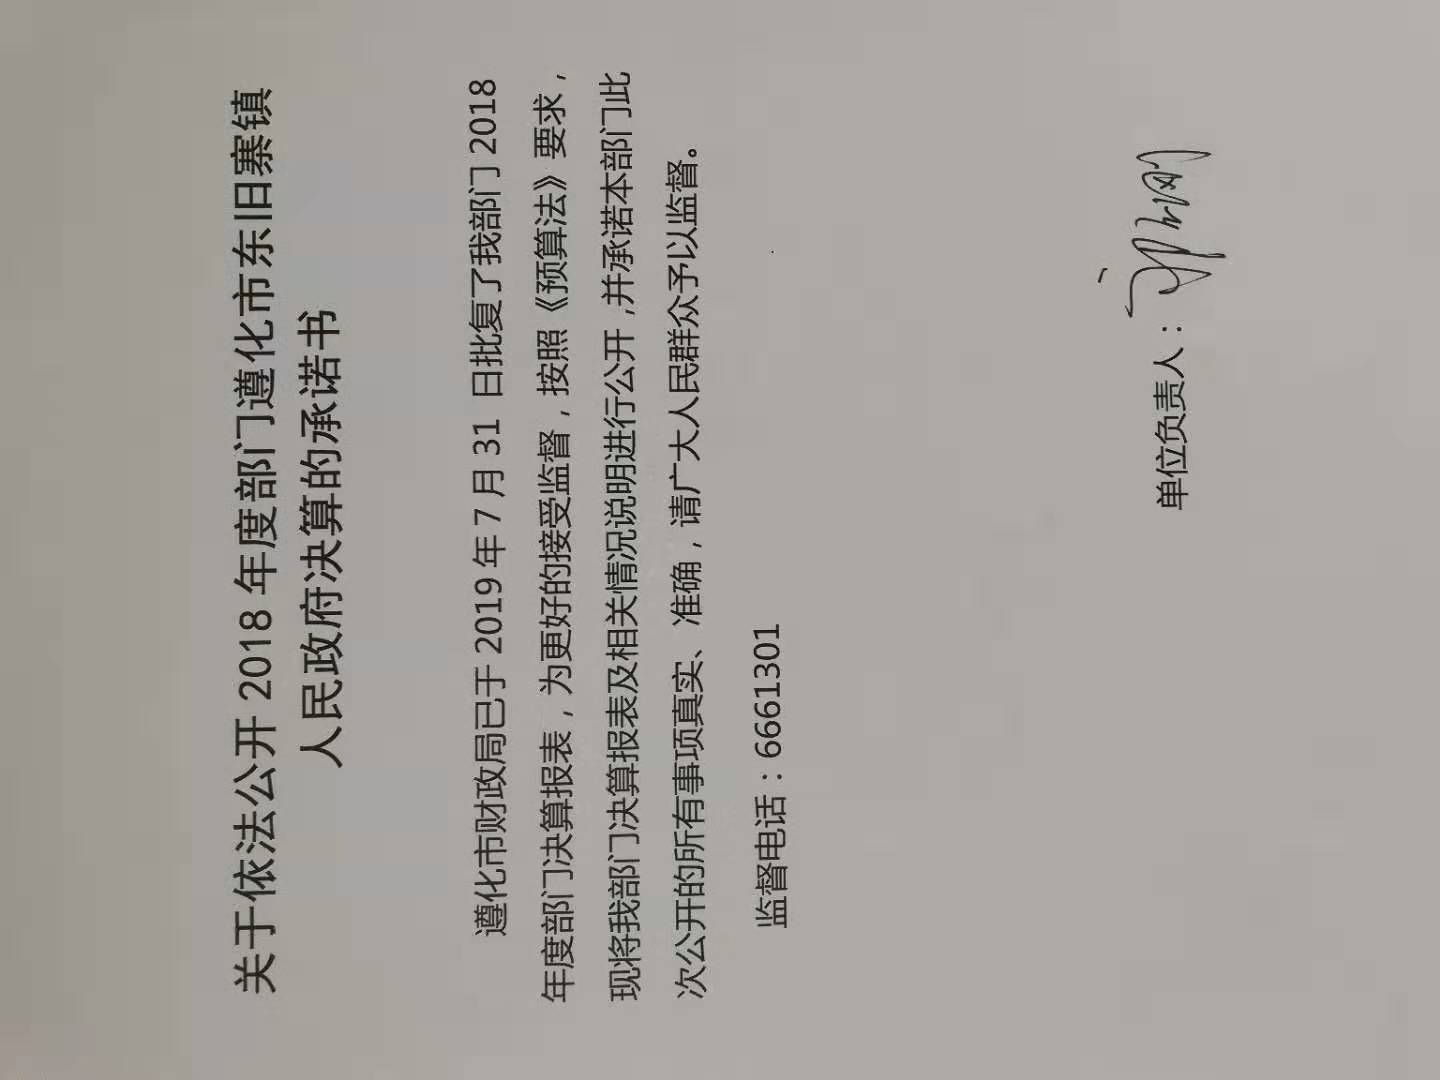 关于依法公开 2018 年度部门遵化市东旧寨镇
人民政府决算的承诺书
遵化市财政局已于 2019 年 7 月 31 日批复了我部门 2018
年度部门决算报表，为更好的接受监督，按照《预算法》要求，
现将我部门决算报表及相关情况说明进行公开，并承诺本部门此
次公开的所有事项真实、准确，请广大人民群众予以监督。
监督电话：6661301
单位负责人：